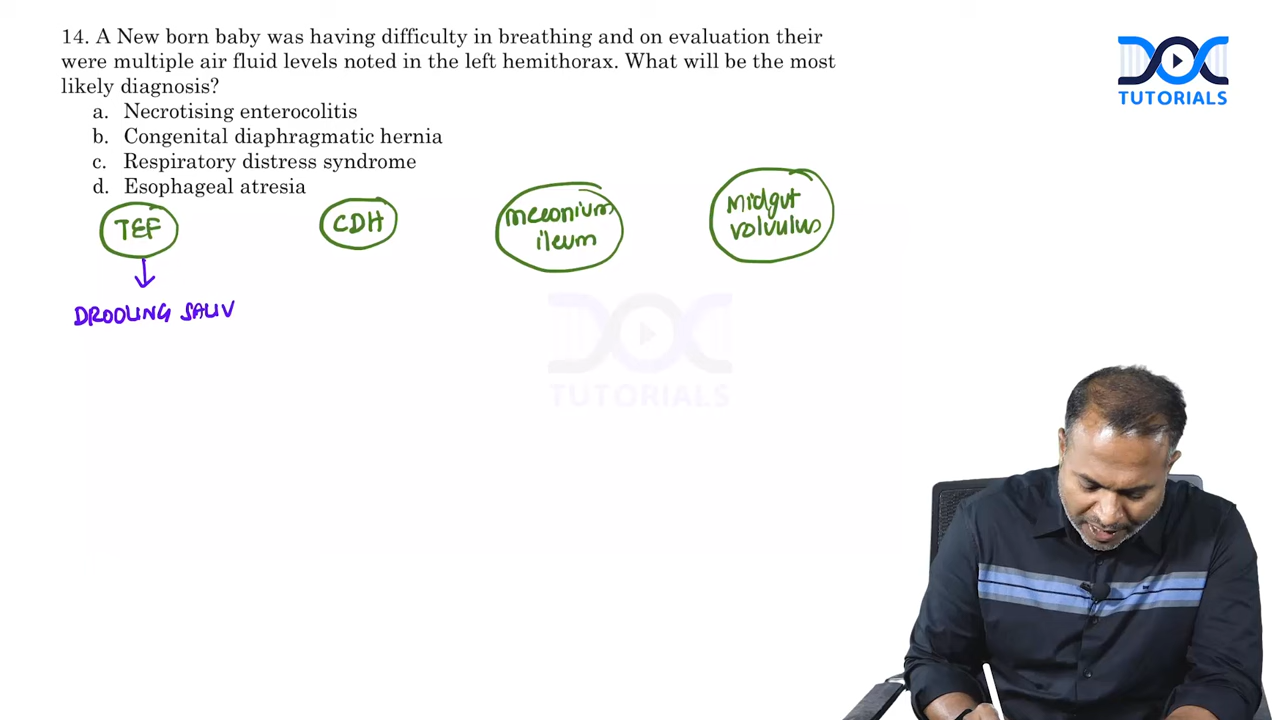 14. A New born baby was having difficulty in breathing and on evaluation their
were multiple air fluid levels noted in the left hemithorax. What will be the most
likely diagnosis?
a. Necrotising enterocolitis
b. Congenital diaphragmatic hernia
c. Respiratory distress syndrome
d. Esophageal atresia
TEF
CDH
meconium
ileum
Midgut
volvulus
DROOLING SALIV
DOC
TUTORIALS
TUTORIALS